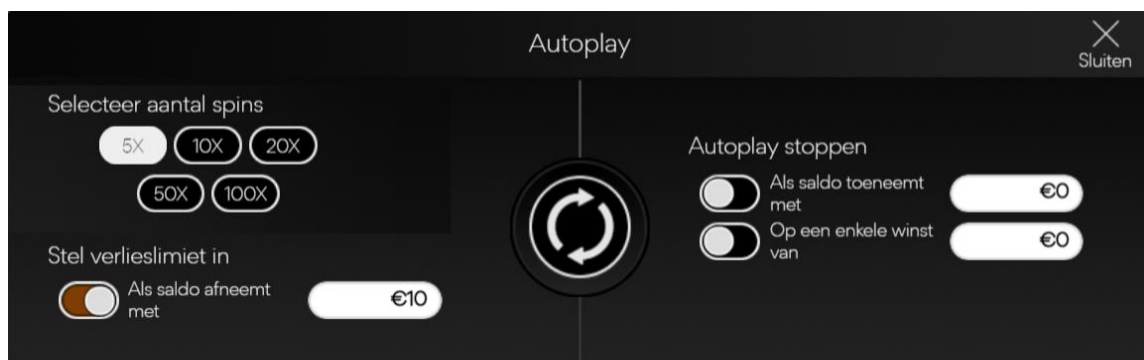 Autoplay
Sluiten
Selecteer aantal spins
5X 10X 20X
50X 100X
Stel verlieslimiet in
Als saldo afneemt
met
€10
Autoplay stoppen
Als saldo toeneemt
met
€0
Op een enkele winst
van
€0